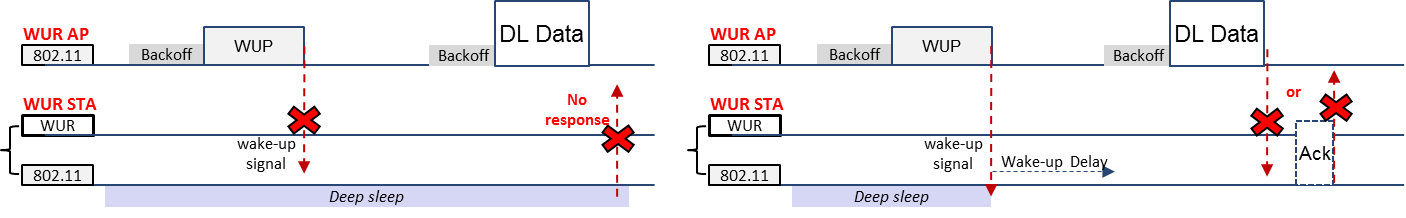 WUR AP
802.11
Backoff
WUP
Backoff
DL Data
WUR STA
WUR
wake-up
signal
No
response
802.11
Deep sleep
WUR AP
802.11
Backoff
WUP
Backoff
DL Data
WUR STA
WUR
wake-up
signal
Wake-up Delay
or
Ack
802.11
Deep sleep